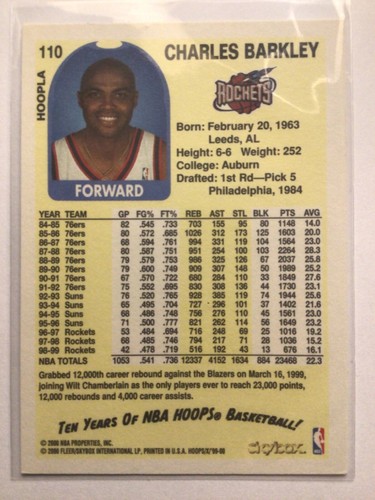 110
CHARLES BARKLEY
HOOPLA
ROCKETS
Born: February 20, 1963
Leeds, AL
Height: 6-6 Weight: 252
College: Auburn
Drafted: 1st Rd—Pick 5
Philadelphia, 1984
FORWARD
YEAR TEAM GP FG% FT% REB AST STL BLK PTS AVG
84-85 76ers 82 .545 .733 703 155 95 80 1148 14.0
85-86 76ers 80 .572 .685 1026 312 173 125 1603 20.0
86-87 76ers 68 .594 .761 994 331 119 104 1564 23.0
87-88 76ers 80 .587 .751 951 254 100 103 2264 28.3
88-89 76ers 79 .579 .753 986 325 126 67 2037 25.8
89-90 76ers 79 .600 .749 909 307 148 50 1989 25.2
90-91 76ers 67 .570 .722 680 284 110 33 1849 27.6
91-92 76ers 75 .552 .695 830 308 136 44 1730 23.1
92-93 Suns 76 .520 .765 928 385 119 74 1944 25.6
93-94 Suns 65 .495 .704 727 296 101 37 1402 21.6
94-95 Suns 68 .486 .748 756 276 110 45 1561 23.0
95-96 Suns 71 .500 .777 821 262 114 56 1649 23.2
96-97 Rockets 53 .484 .694 716 248 69 25 1016 19.2
97-98 Rockets 68 .485 .746 794 217 71 28 1036 15.2
98-99 Rockets 42 .478 .719 516 192 43 13 676 16.1
NBA TOTALS 1053 .541 .736 12337 4152 1634 884 23468 22.3
Grabbed 12,000th career rebound against the Blazers on March 16, 1999,
joining Wilt Chamberlain as the only players ever to reach 23,000 points,
12,000 rebounds and 4,000 career assists.
TEN YEARS OF NBA HOOPS® BASKETBALL!
© 2000 NBA PROPERTIES, INC.
© 2000 FLEER/SKYBOX INTERNATIONAL LP, PRINTED IN U.S.A. HOOPS/X/'99-00
SKYBOX
NBA